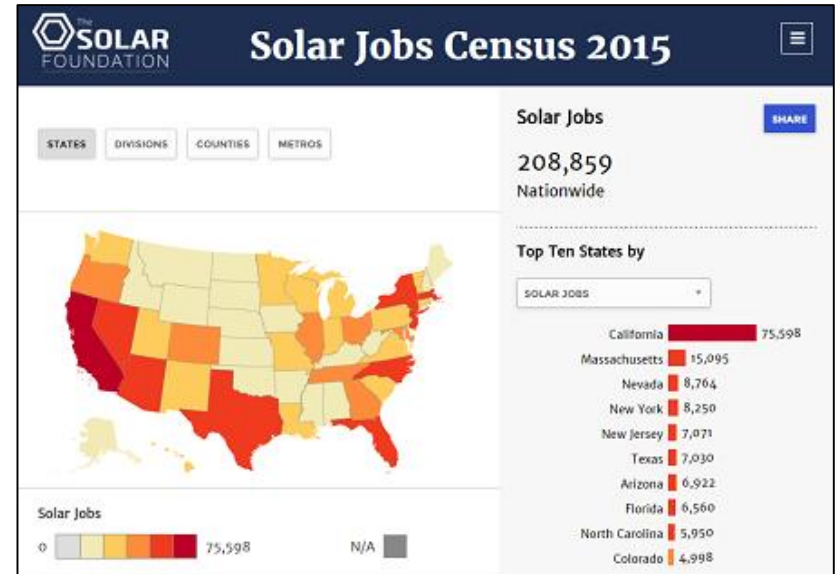 The
SOLAR
FOUNDATION
Solar Jobs Census 2015
STATES DIVISIONS COUNTIES METROS
Solar Jobs
0 75,598 N/A
Solar Jobs SHARE
208,859
Nationwide
Top Ten States by
SOLAR JOBS
California 75,598
Massachusetts 15,095
Nevada 8,764
New York 8,250
New Jersey 7,071
Texas 7,030
Arizona 6,922
Florida 6,560
North Carolina 5,950
Colorado 4,998